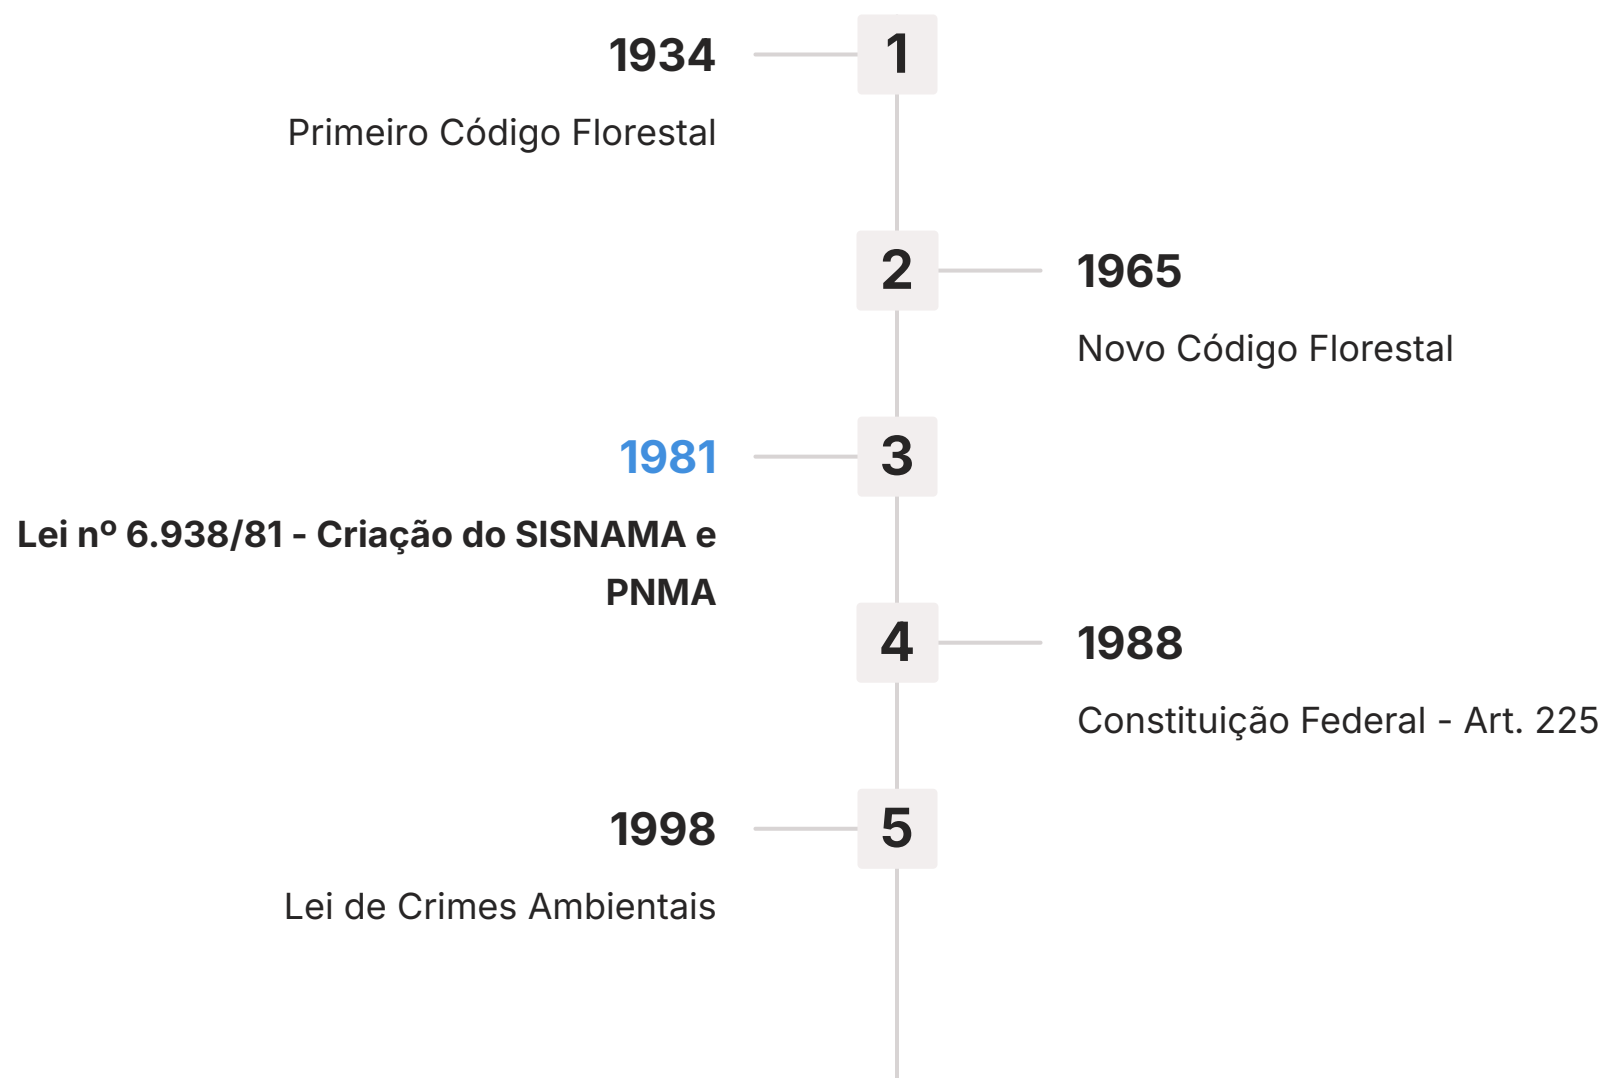 1934
1
Primeiro Código Florestal
2
1965
Novo Código Florestal
1981
3
Lei nº 6.938/81 - Criação do SISNAMA e
PNMA
4
1988
Constituição Federal - Art. 225
1998
5
Lei de Crimes Ambientais